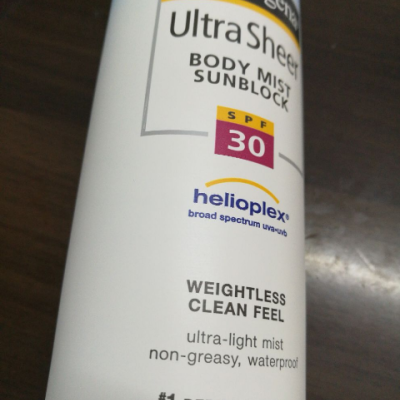 Ultra Sheer
BODY MIST
SUNBLOCK
SPF
30
helioplex®
broad spectrum uva-uvb
WEIGHTLESS
CLEAN FEEL
ultra-light mist
non-greasy, waterproof
#1